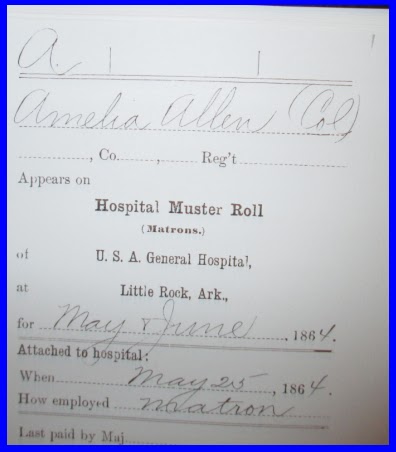 A.
Amelia Allen (Col)
, Co. , Reg't
Appears on
Hospital Muster Roll
(Matrons.)
of U. S. A. General Hospital,
at Little Rock, Ark.,
for May & June , 1864.
Attached to hospital:
When May 25 , 1864.
How employed matron
Last paid by Maj.